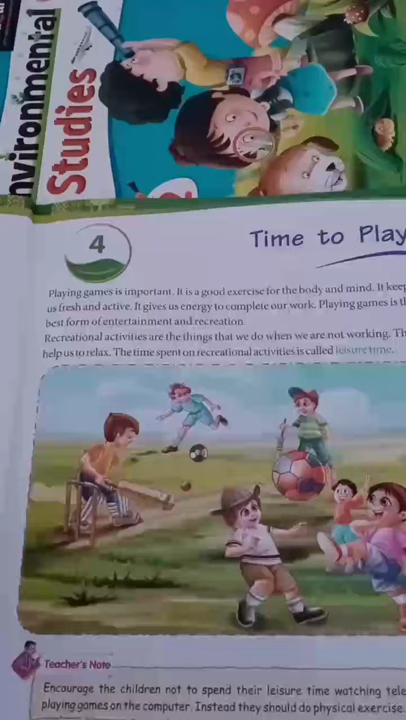 nvironmental
Studies
4
Time to Play
Playing games is important. It is a good exercise for the body and mind. It keep
us fresh and active. It gives us energy to complete our work. Playing games is th
best form of entertainment and recreation.
Recreational activities are the things that we do when we are not working. Th
help us to relax. The time spent on recreational activities is called leisure time.
Teacher's Note
Encourage the children not to spend their leisure time watching tele
playing games on the computer. Instead they should do physical exercise.